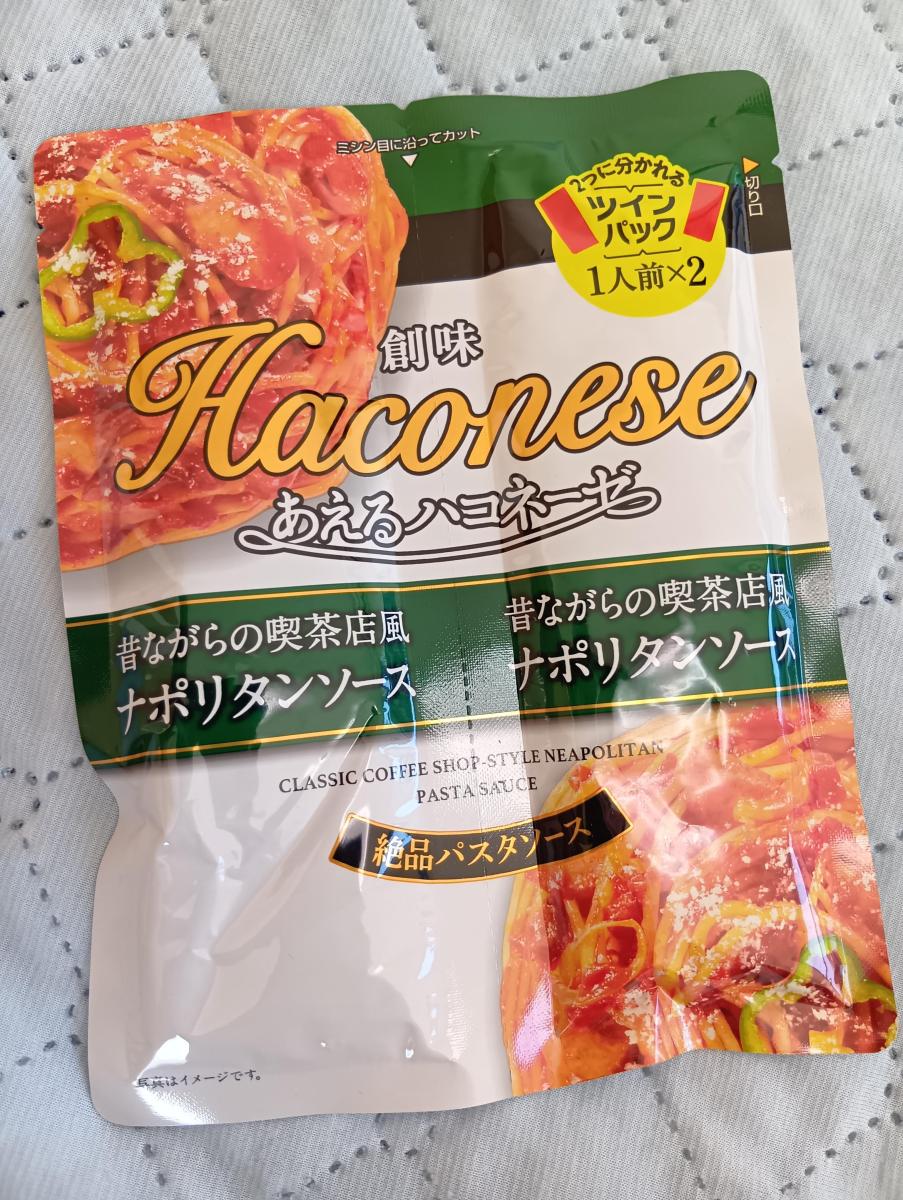 ミシン目に沿ってカット
2つに分かれる
ツイン
パック
1人前×2
切り口
創味
Haconese
あえるハコネーゼ
昔ながらの喫茶店風
ナポリタンソース
昔ながらの喫茶店風
ナポリタンソース
CLASSIC COFFEE SHOP-STYLE NEAPOLITAN
PASTA SAUCE
絶品パスタソース
写真はイメージです。